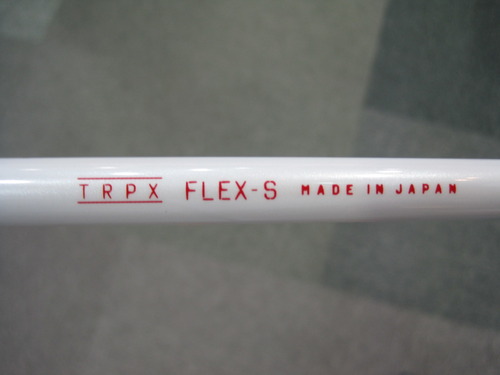 TRPX FLEX-S MADE IN JAPAN